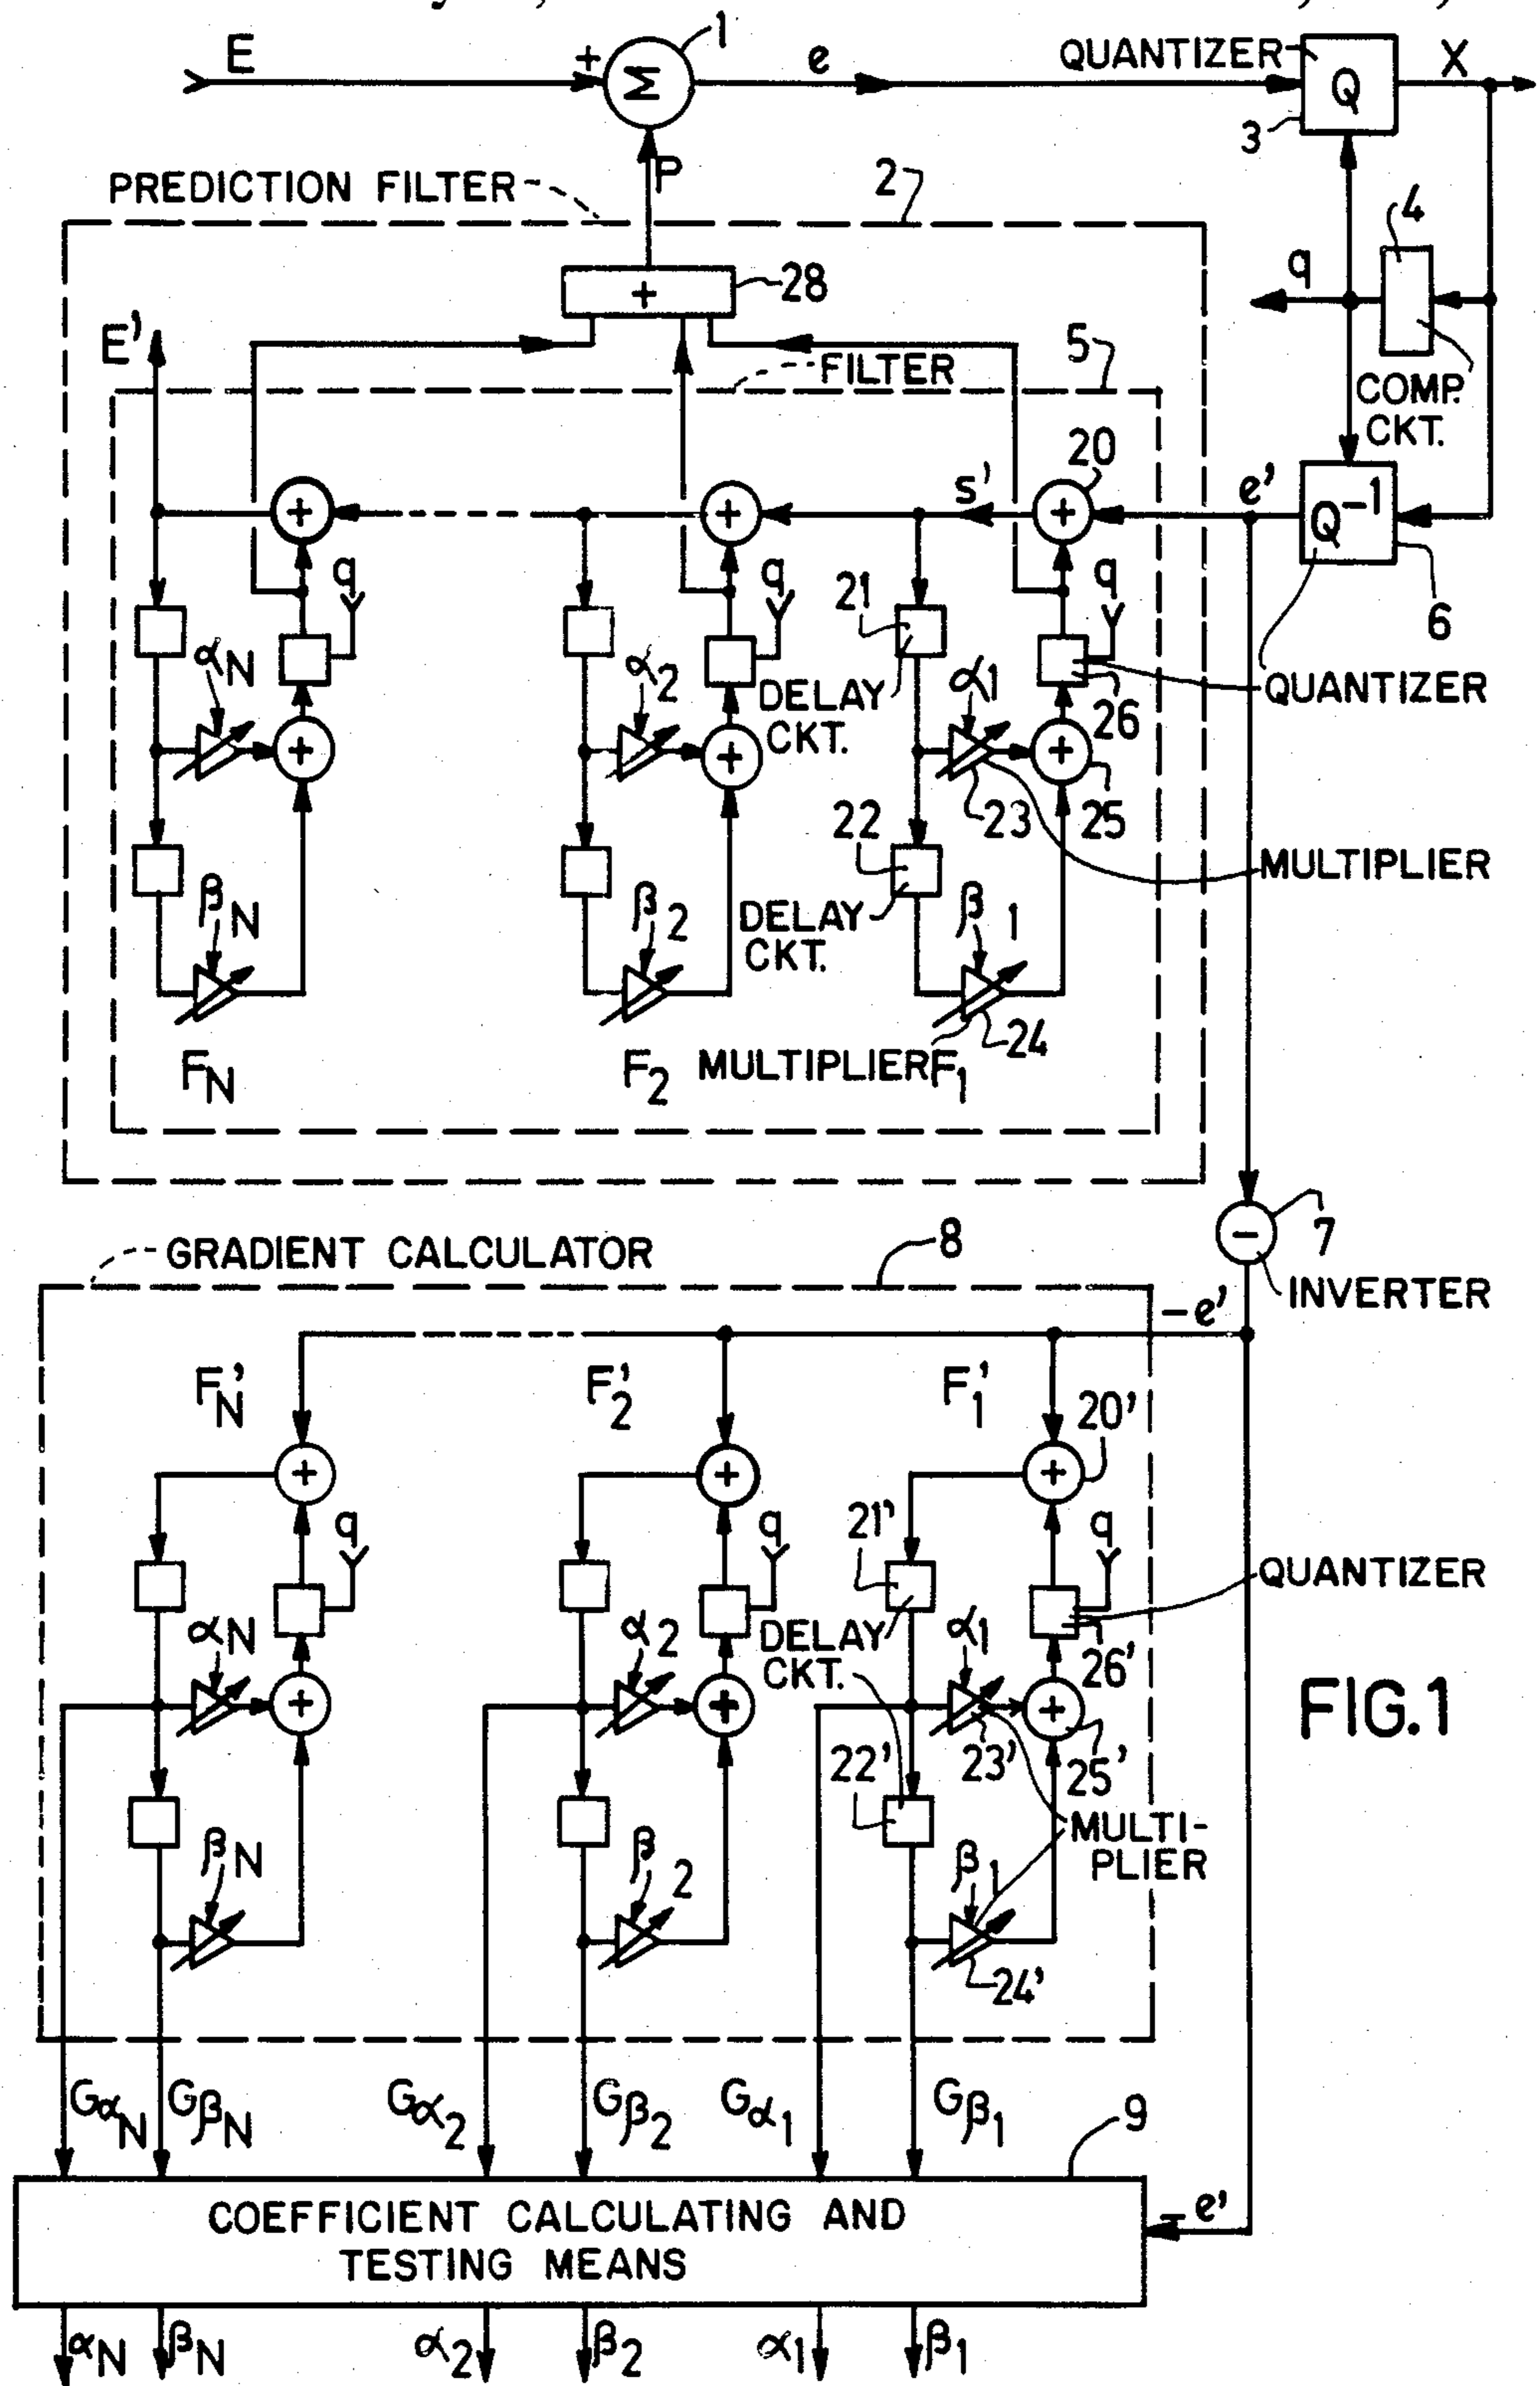 E
+
Σ
1
e
QUANTIZER
Q
3
X
P
PREDICTION FILTER
2
4
q
COMP.
CKT.
+
28
E'
FILTER
5
20
+
+
s'
+
e'
Q-1
6
q
q
21
q
αN
α2
DELAY
CKT.
α1
26
QUANTIZER
+
+
+
23
25
22
MULTIPLIER
βN
β2
DELAY
CKT.
β1
24
FN
F2
MULTIPLIER
F1
-
7
INVERTER
GRADIENT CALCULATOR
8
-e'
FN'
F2'
F1'
20'
+
+
+
q
q
21'
q
QUANTIZER
αN
α2
DELAY
CKT.
α1
26'
+
+
+
FIG.1
22'
23'
25'
MULTI-
PLIER
βN
β2
β1
24'
GαN
GβN
Gα2
Gβ2
Gα1
Gβ1
9
COEFFICIENT CALCULATING AND
TESTING MEANS
-e'
αN
βN
α2
β2
α1
β1